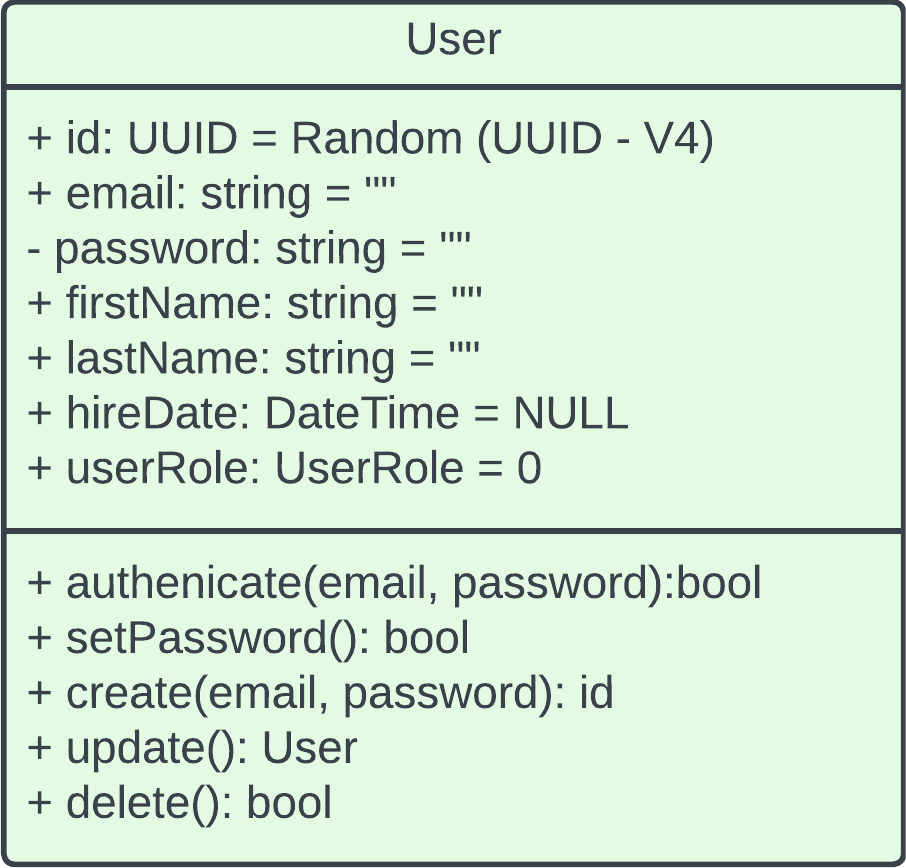 User
+ id: UUID = Random (UUID - V4)
+ email: string = ""
- password: string = ""
+ firstName: string = ""
+ lastName: string = ""
+ hireDate: DateTime = NULL
+ userRole: UserRole = 0
+ authenicate(email, password):bool
+ setPassword(): bool
+ create(email, password): id
+ update(): User
+ delete(): bool